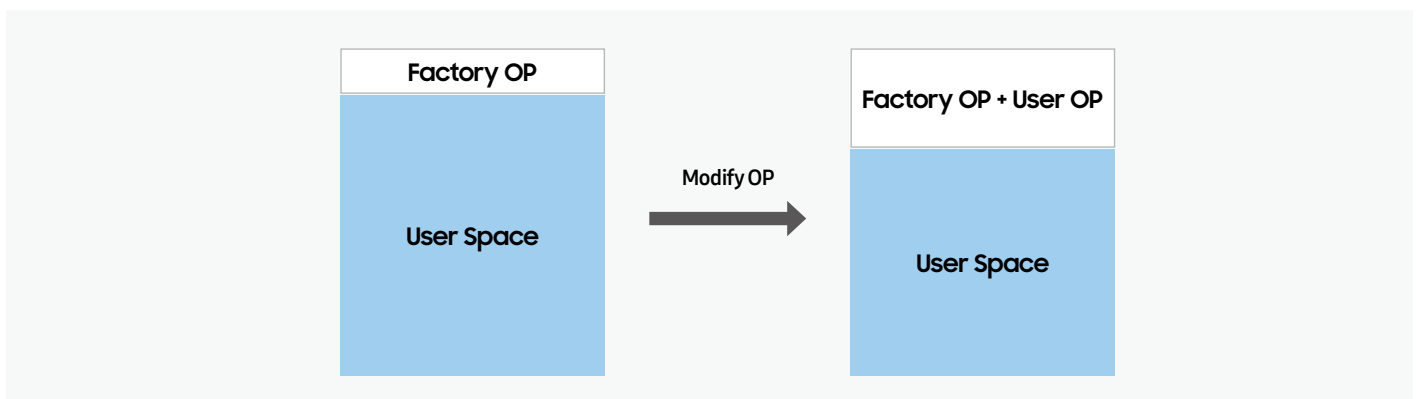 Factory OP
User Space
Modify OP
Factory OP + User OP
User Space